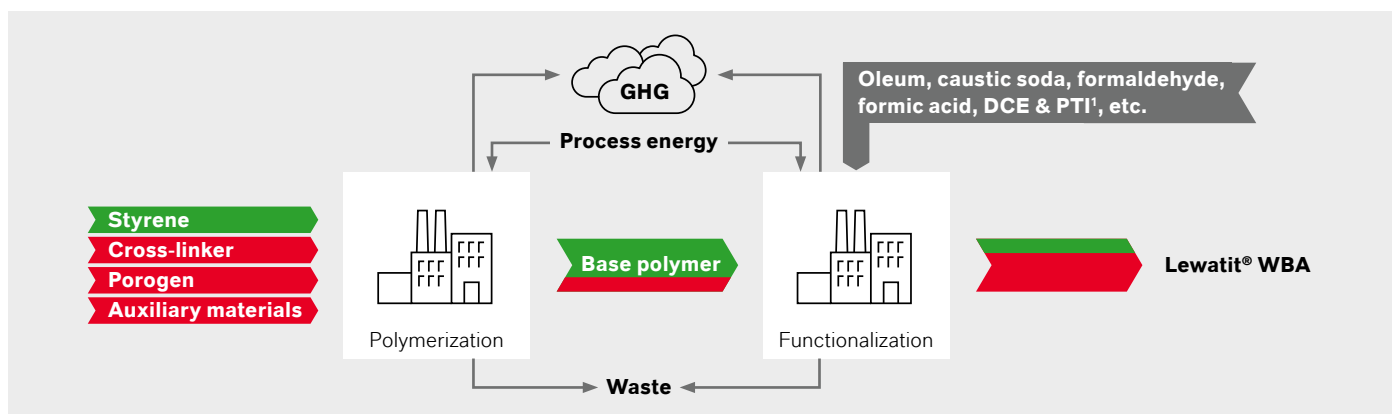 GHG
Oleum, caustic soda, formaldehyde,
formic acid, DCE & PTI¹, etc.
Process energy
Styrene
Cross-linker
Porogen
Auxiliary materials
Base polymer
Lewatit® WBA
Polymerization
Functionalization
Waste